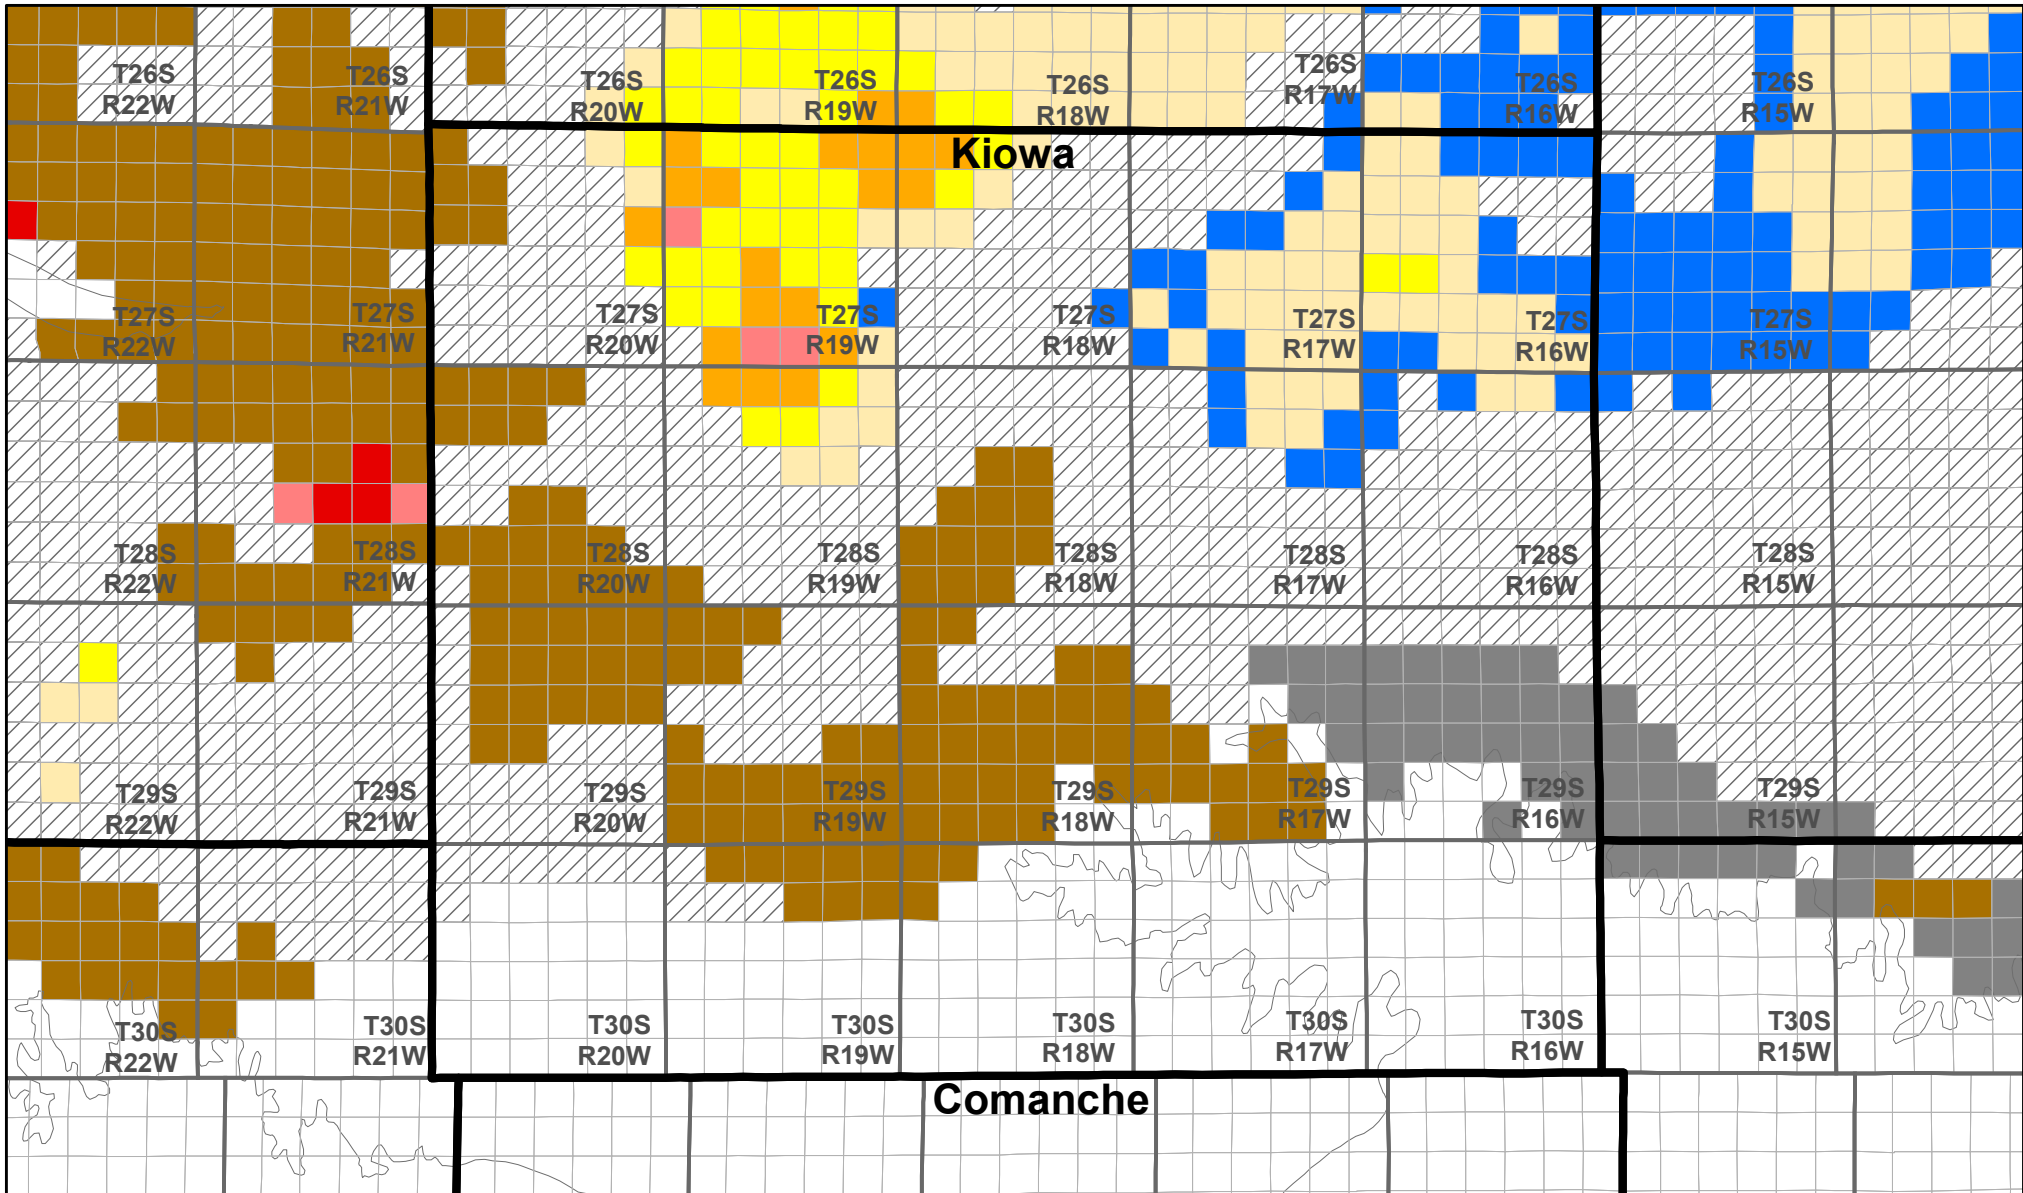 T26S
R22W
T26S
R21W
T26S
R20W
T26S
R19W
T26S
R18W
T26S
R17W
T26S
R16W
T26S
R15W
Kiowa
T27S
R22W
T27S
R21W
T27S
R20W
T27S
R19W
T27S
R18W
T27S
R17W
T27S
R16W
T27S
R15W
T28S
R22W
T28S
R21W
T28S
R20W
T28S
R19W
T28S
R18W
T28S
R17W
T28S
R16W
T28S
R15W
T29S
R22W
T29S
R21W
T29S
R20W
T29S
R19W
T29S
R18W
T29S
R17W
T29S
R16W
T29S
R15W
T30S
R22W
T30S
R21W
T30S
R20W
T30S
R19W
T30S
R18W
T30S
R17W
T30S
R16W
T30S
R15W
Comanche